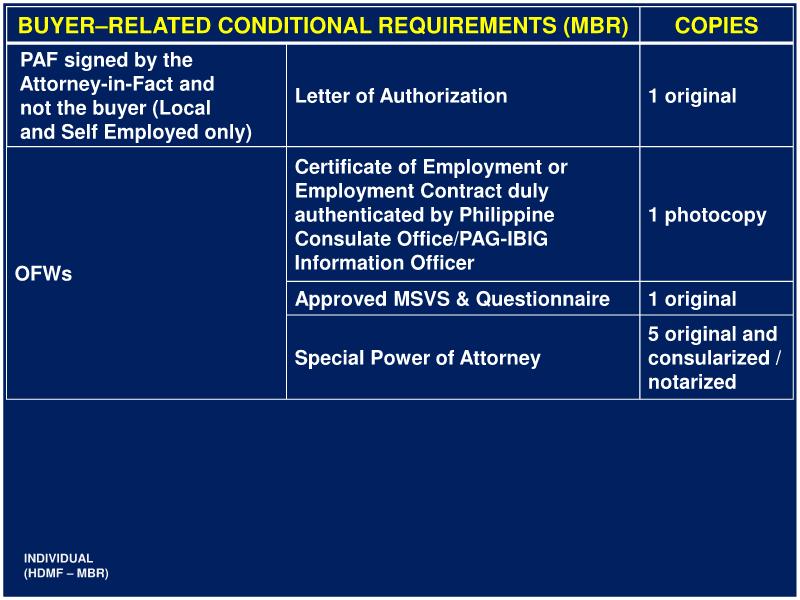 BUYER–RELATED CONDITIONAL REQUIREMENTS (MBR)
COPIES
PAF signed by the
Attorney-in-Fact and
not the buyer (Local
and Self Employed only)
Letter of Authorization
1 original
OFWs
Certificate of Employment or
Employment Contract duly
authenticated by Philippine
Consulate Office/PAG-IBIG
Information Officer
1 photocopy
Approved MSVS & Questionnaire
1 original
Special Power of Attorney
5 original and
consularized /
notarized
INDIVIDUAL
(HDMF – MBR)